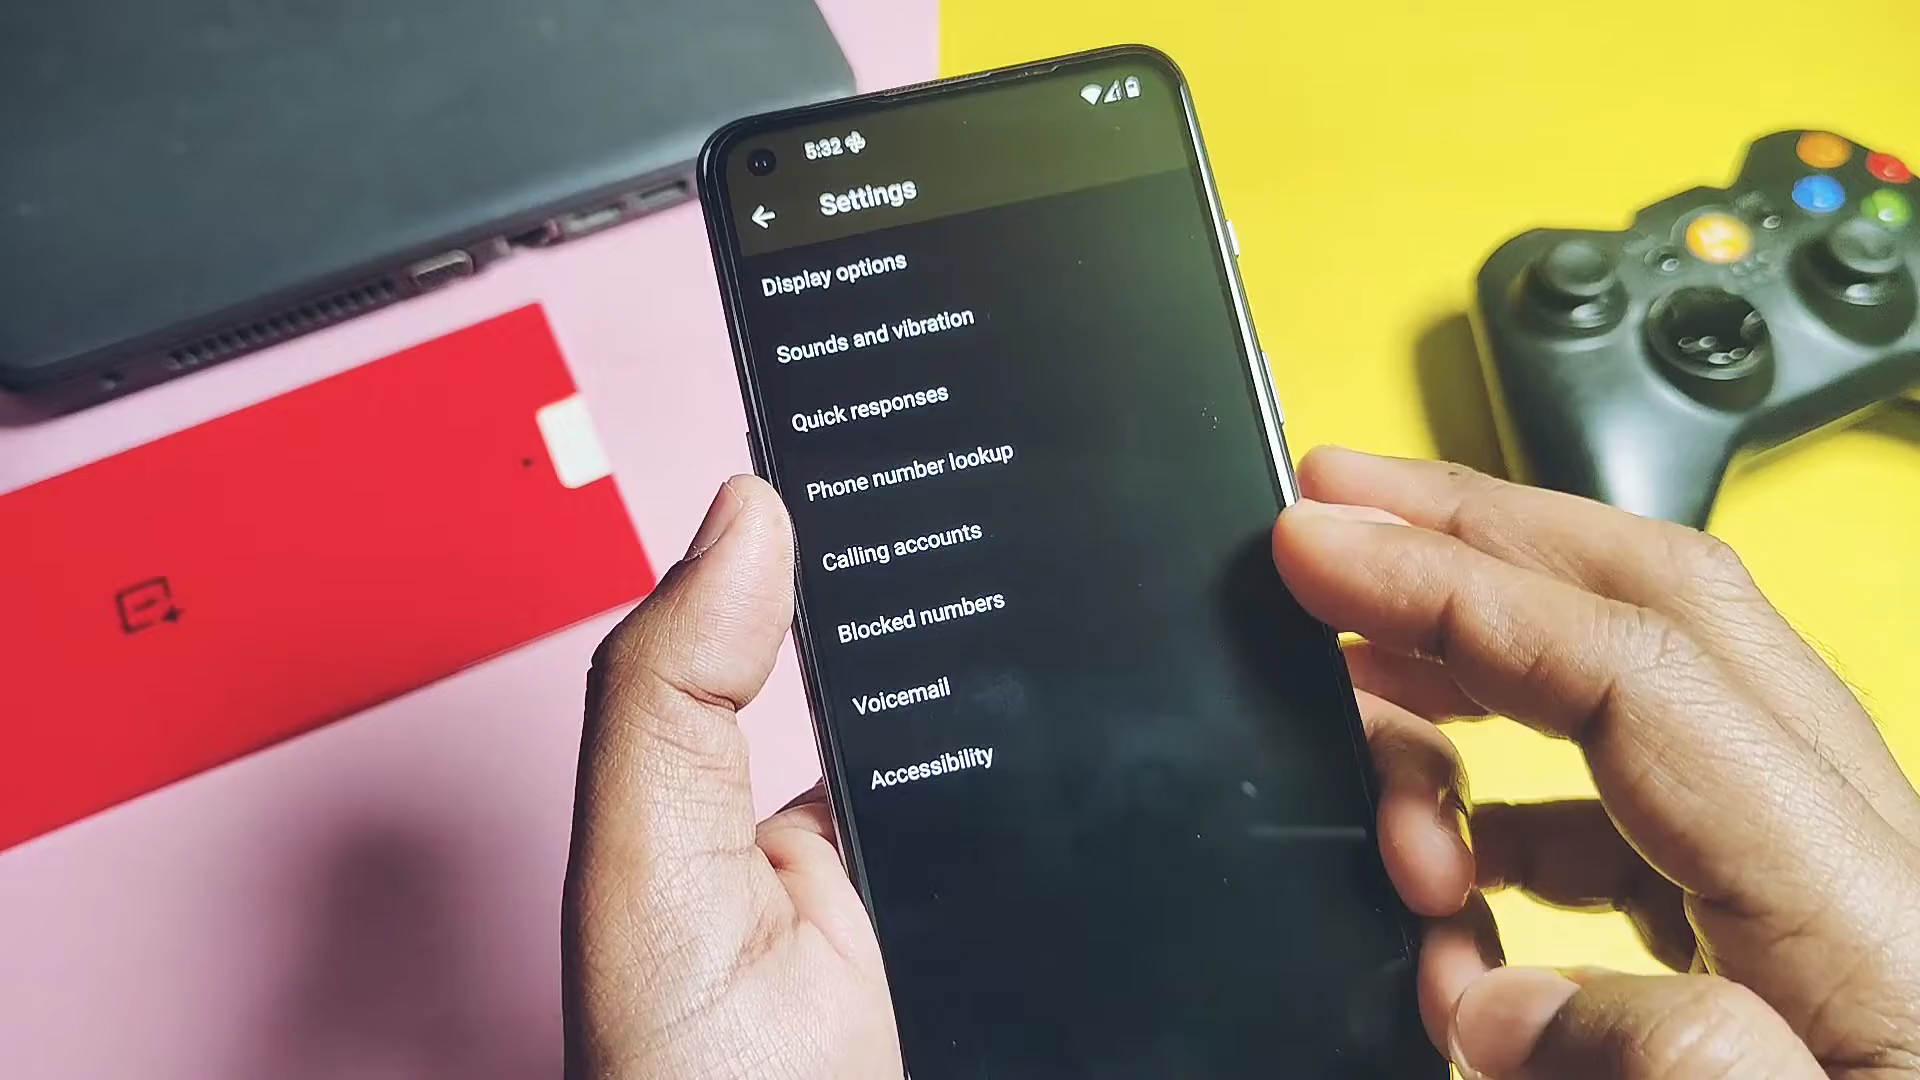 5:32
Settings
Display options
Sounds and vibration
Quick responses
Phone number lookup
Calling accounts
Blocked numbers
Voicemail
Accessibility